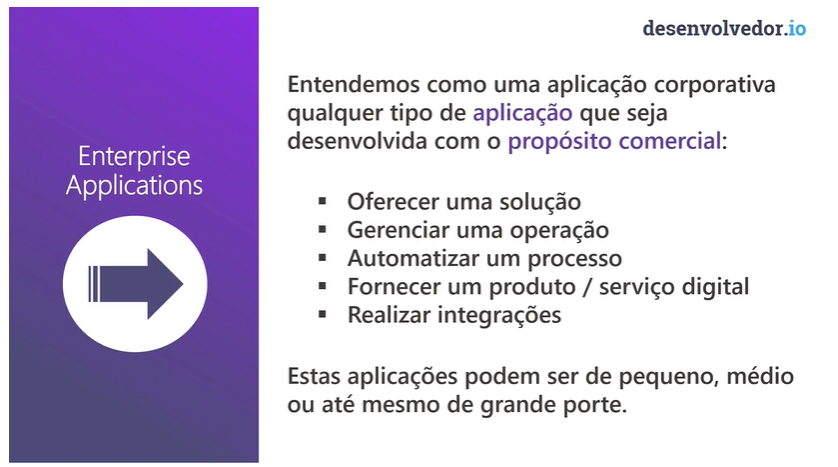 desenvolvedor.io
Enterprise
Applications
Entendemos como uma aplicação corporativa
qualquer tipo de aplicação que seja
desenvolvida com o propósito comercial:
▪ Oferecer uma solução
▪ Gerenciar uma operação
▪ Automatizar um processo
▪ Fornecer um produto / serviço digital
▪ Realizar integrações
Estas aplicações podem ser de pequeno, médio
ou até mesmo de grande porte.